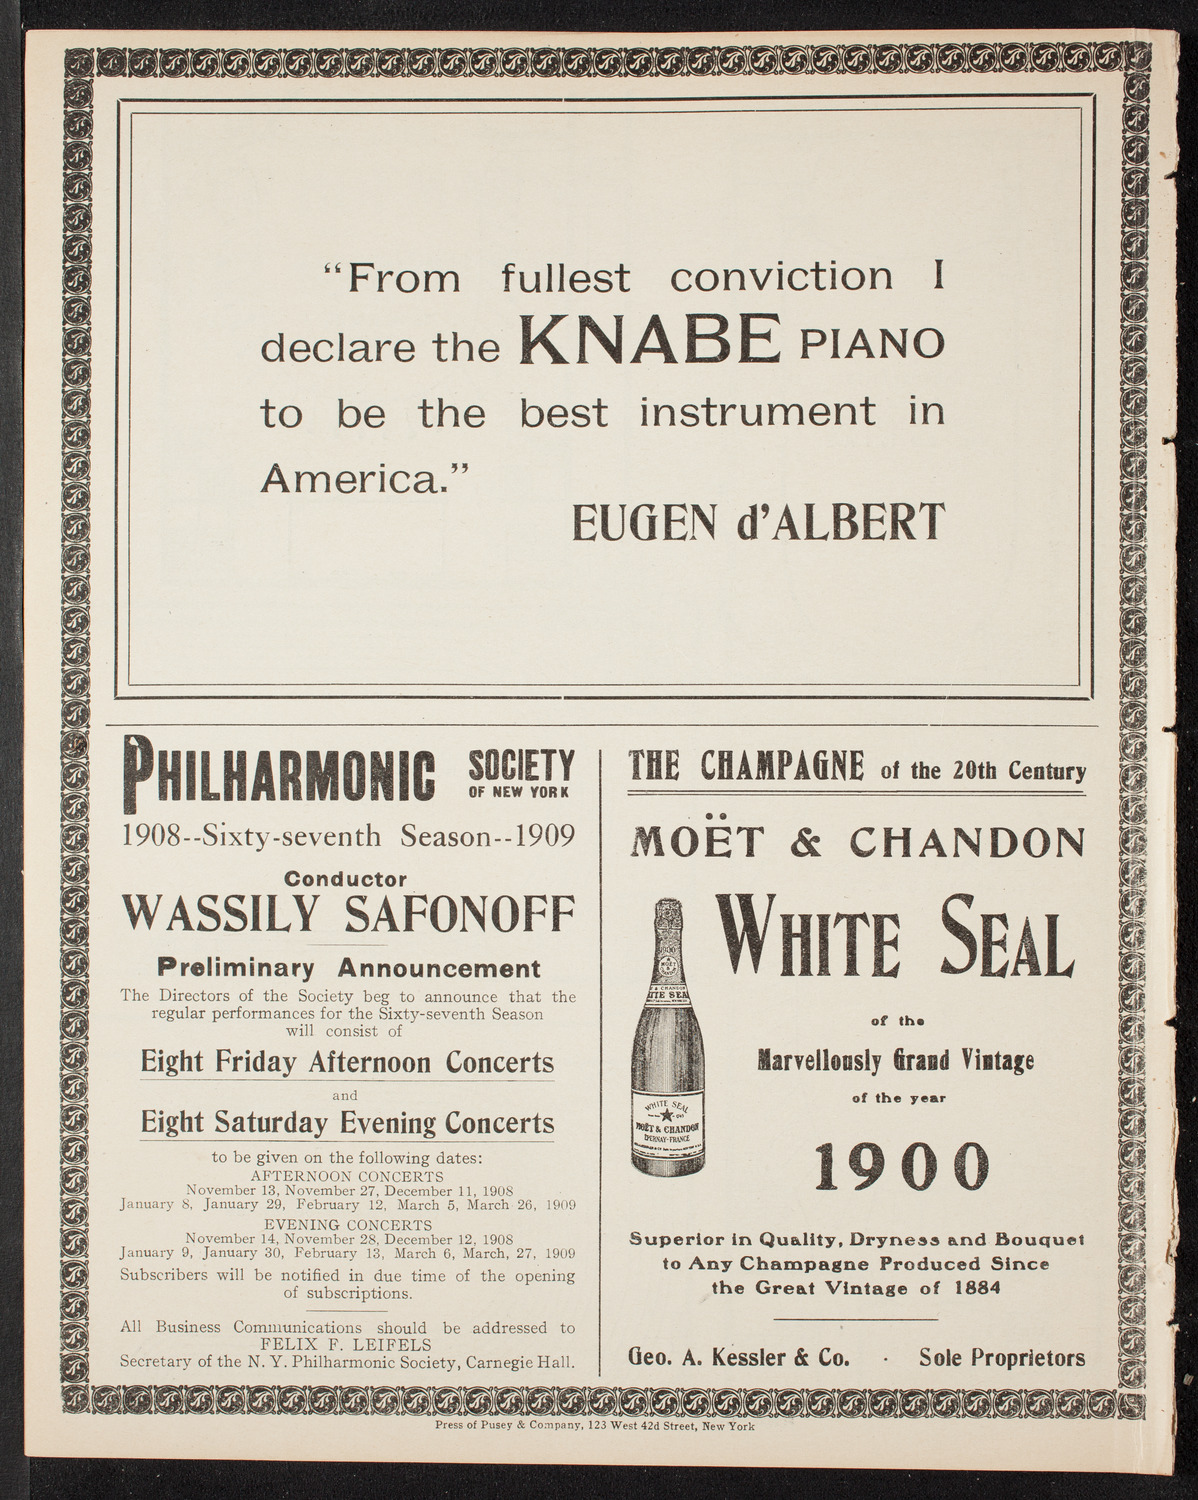 “From fullest conviction I
declare the KNABE PIANO
to be the best instrument in
America.”
EUGEN d’ALBERT
PHILHARMONIC SOCIETY
OF NEW YORK
1908--Sixty-seventh Season--1909
Conductor
WASSILY SAFONOFF
Preliminary Announcement
The Directors of the Society beg to announce that the
regular performances for the Sixty-seventh Season
will consist of
Eight Friday Afternoon Concerts
and
Eight Saturday Evening Concerts
to be given on the following dates:
AFTERNOON CONCERTS
November 13, November 27, December 11, 1908
January 8, January 29, February 12, March 5, March 26, 1909
EVENING CONCERTS
November 14, November 28, December 12, 1908
January 9, January 30, February 13, March 6, March, 27, 1909
Subscribers will be notified in due time of the opening
of subscriptions.
All Business Communications should be addressed to
FELIX F. LEIFELS
Secretary of the N. Y. Philharmonic Society, Carnegie Hall.
THE CHAMPAGNE of the 20th Century
MOËT & CHANDON
WHITE SEAL
of the
Marvellously Grand Vintage
of the year
1900
WHITE SEAL
MOËT & CHANDON
EPERNAY-FRANCE
Superior in Quality, Dryness and Bouquet
to Any Champagne Produced Since
the Great Vintage of 1884
Geo. A. Kessler & Co. · Sole Proprietors
Press of Pusey & Company, 123 West 42d Street, New York